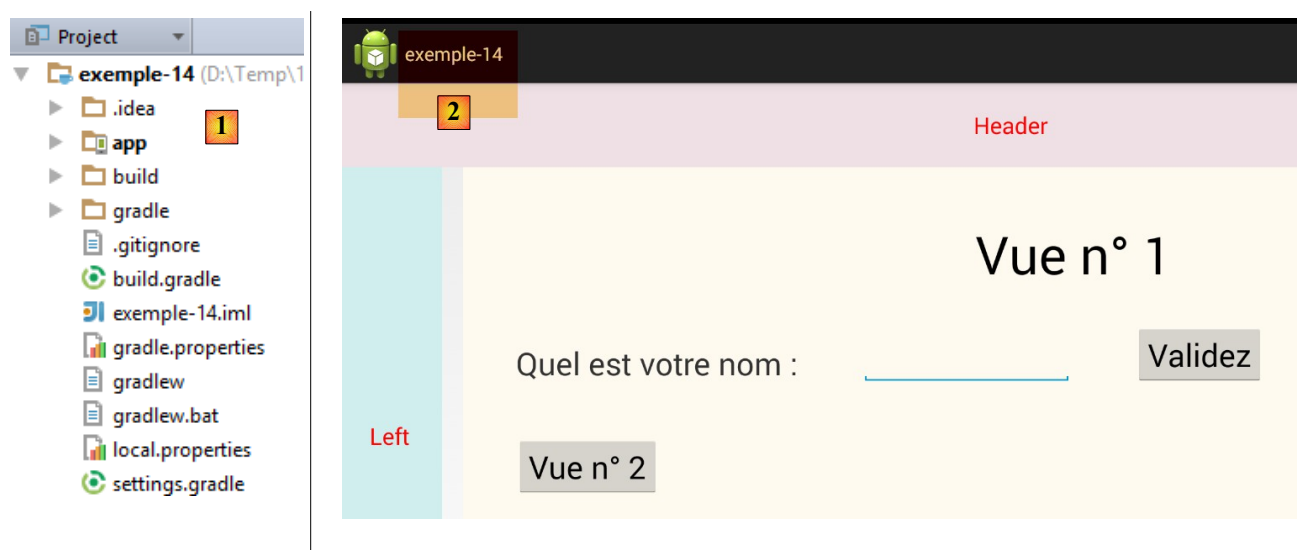 Project
exemple-14 (D:\Temp\1
.idea
1
app
build
gradle
.gitignore
build.gradle
exemple-14.iml
gradle.properties
gradlew
gradlew.bat
local.properties
settings.gradle
exemple-14
2
Header
Vue n° 1
Quel est votre nom :
Validez
Left
Vue n° 2